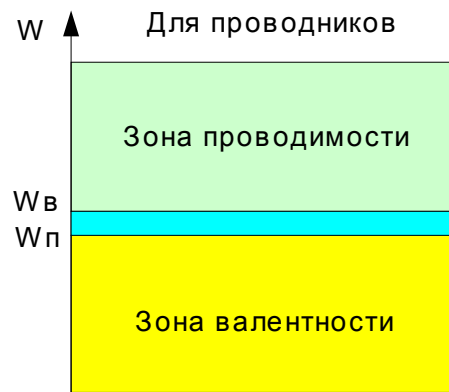 W
Для проводников
Зона проводимости
Wв
Wп
Зона валентности